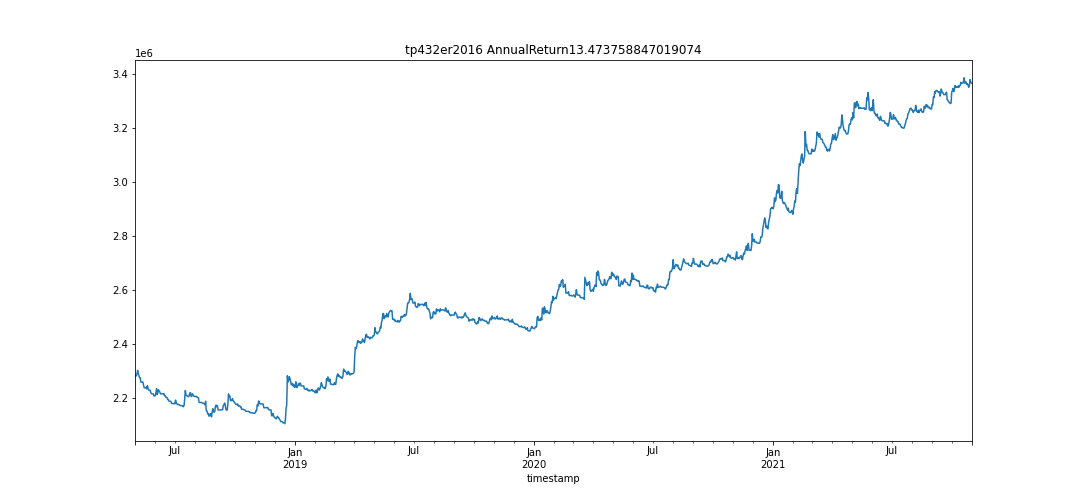 tp432er2016 AnnualReturn13.473758847019074
1e6
3.4
3.2
3.0
2.8
2.6
2.4
2.2
Jul Jan Jul Jan Jul Jan Jul
2019 2020 2021
timestamp